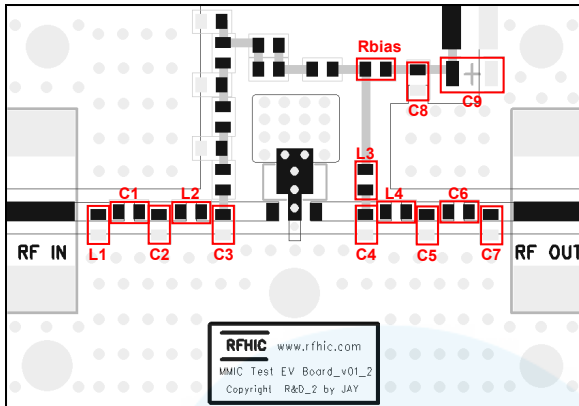 Rbias
C8
C9
L3
C1
L2
L4
C6
RF IN
L1
C2
C3
C4
C5
C7
RF OUT
RFHIC www.rfhic.com
MMIC Test EV Board_v01_2
Copyright R&D_2 by JAY